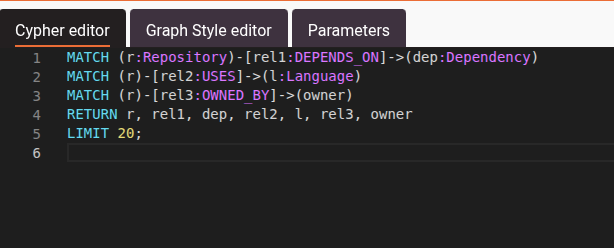 Cypher editor Graph Style editor Parameters
1 MATCH (r:Repository)-[rel1:DEPENDS_ON]->(dep:Dependency)
2 MATCH (r)-[rel2:USES]->(l:Language)
3 MATCH (r)-[rel3:OWNED_BY]->(owner)
4 RETURN r, rel1, dep, rel2, l, rel3, owner
5 LIMIT 20;
6